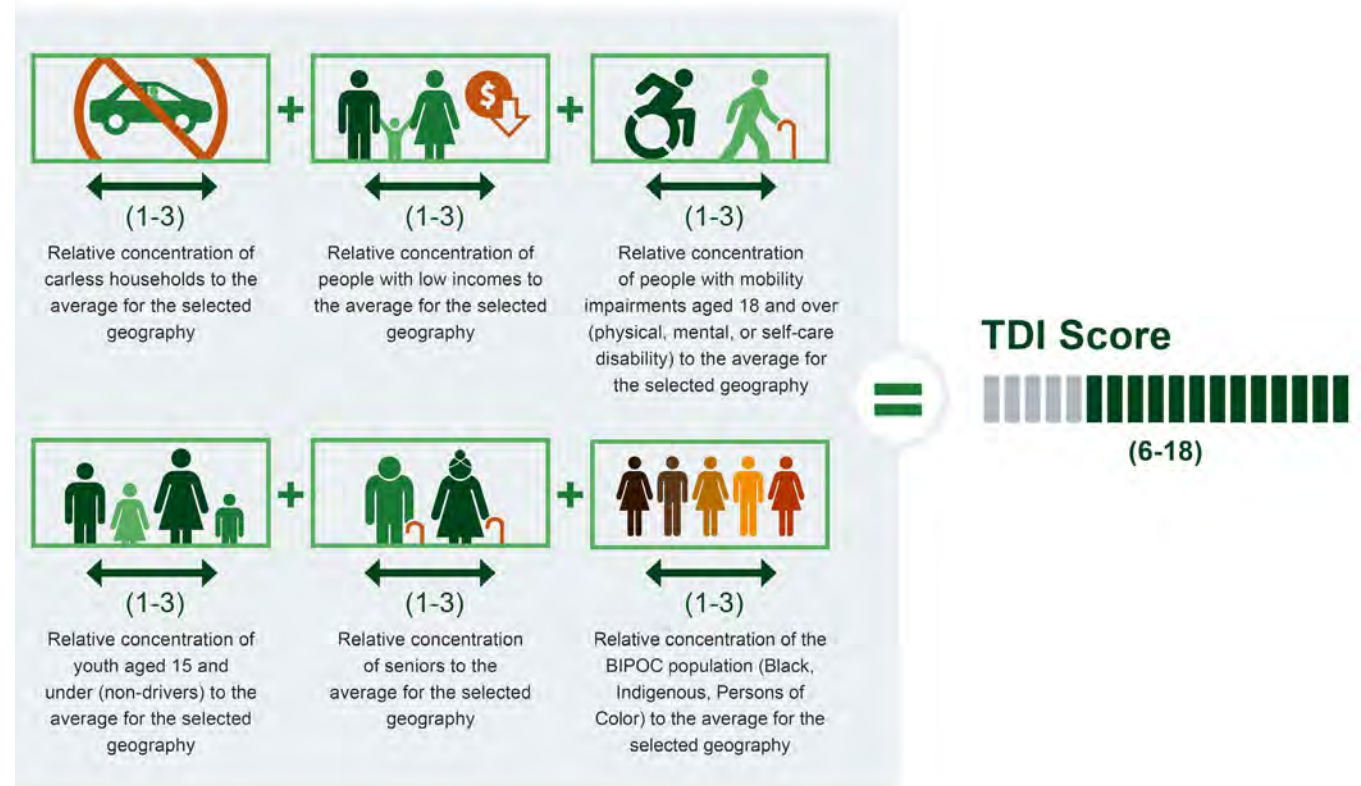 $
+
+
(1-3)
Relative concentration of
carless households to the
average for the selected
geography
(1-3)
Relative concentration of
people with low incomes to
the average for the selected
geography
(1-3)
Relative concentration
of people with mobility
impairments aged 18 and over
(physical, mental, or self-care
disability) to the average for
the selected geography
+
+
(1-3)
Relative concentration of
youth aged 15 and
under (non-drivers) to the
average for the selected
geography
(1-3)
Relative concentration
of seniors to the
average for the selected
geography
(1-3)
Relative concentration of the
BIPOC population (Black,
Indigenous, Persons of
Color) to the average for the
selected geography
=
TDI Score
(6-18)